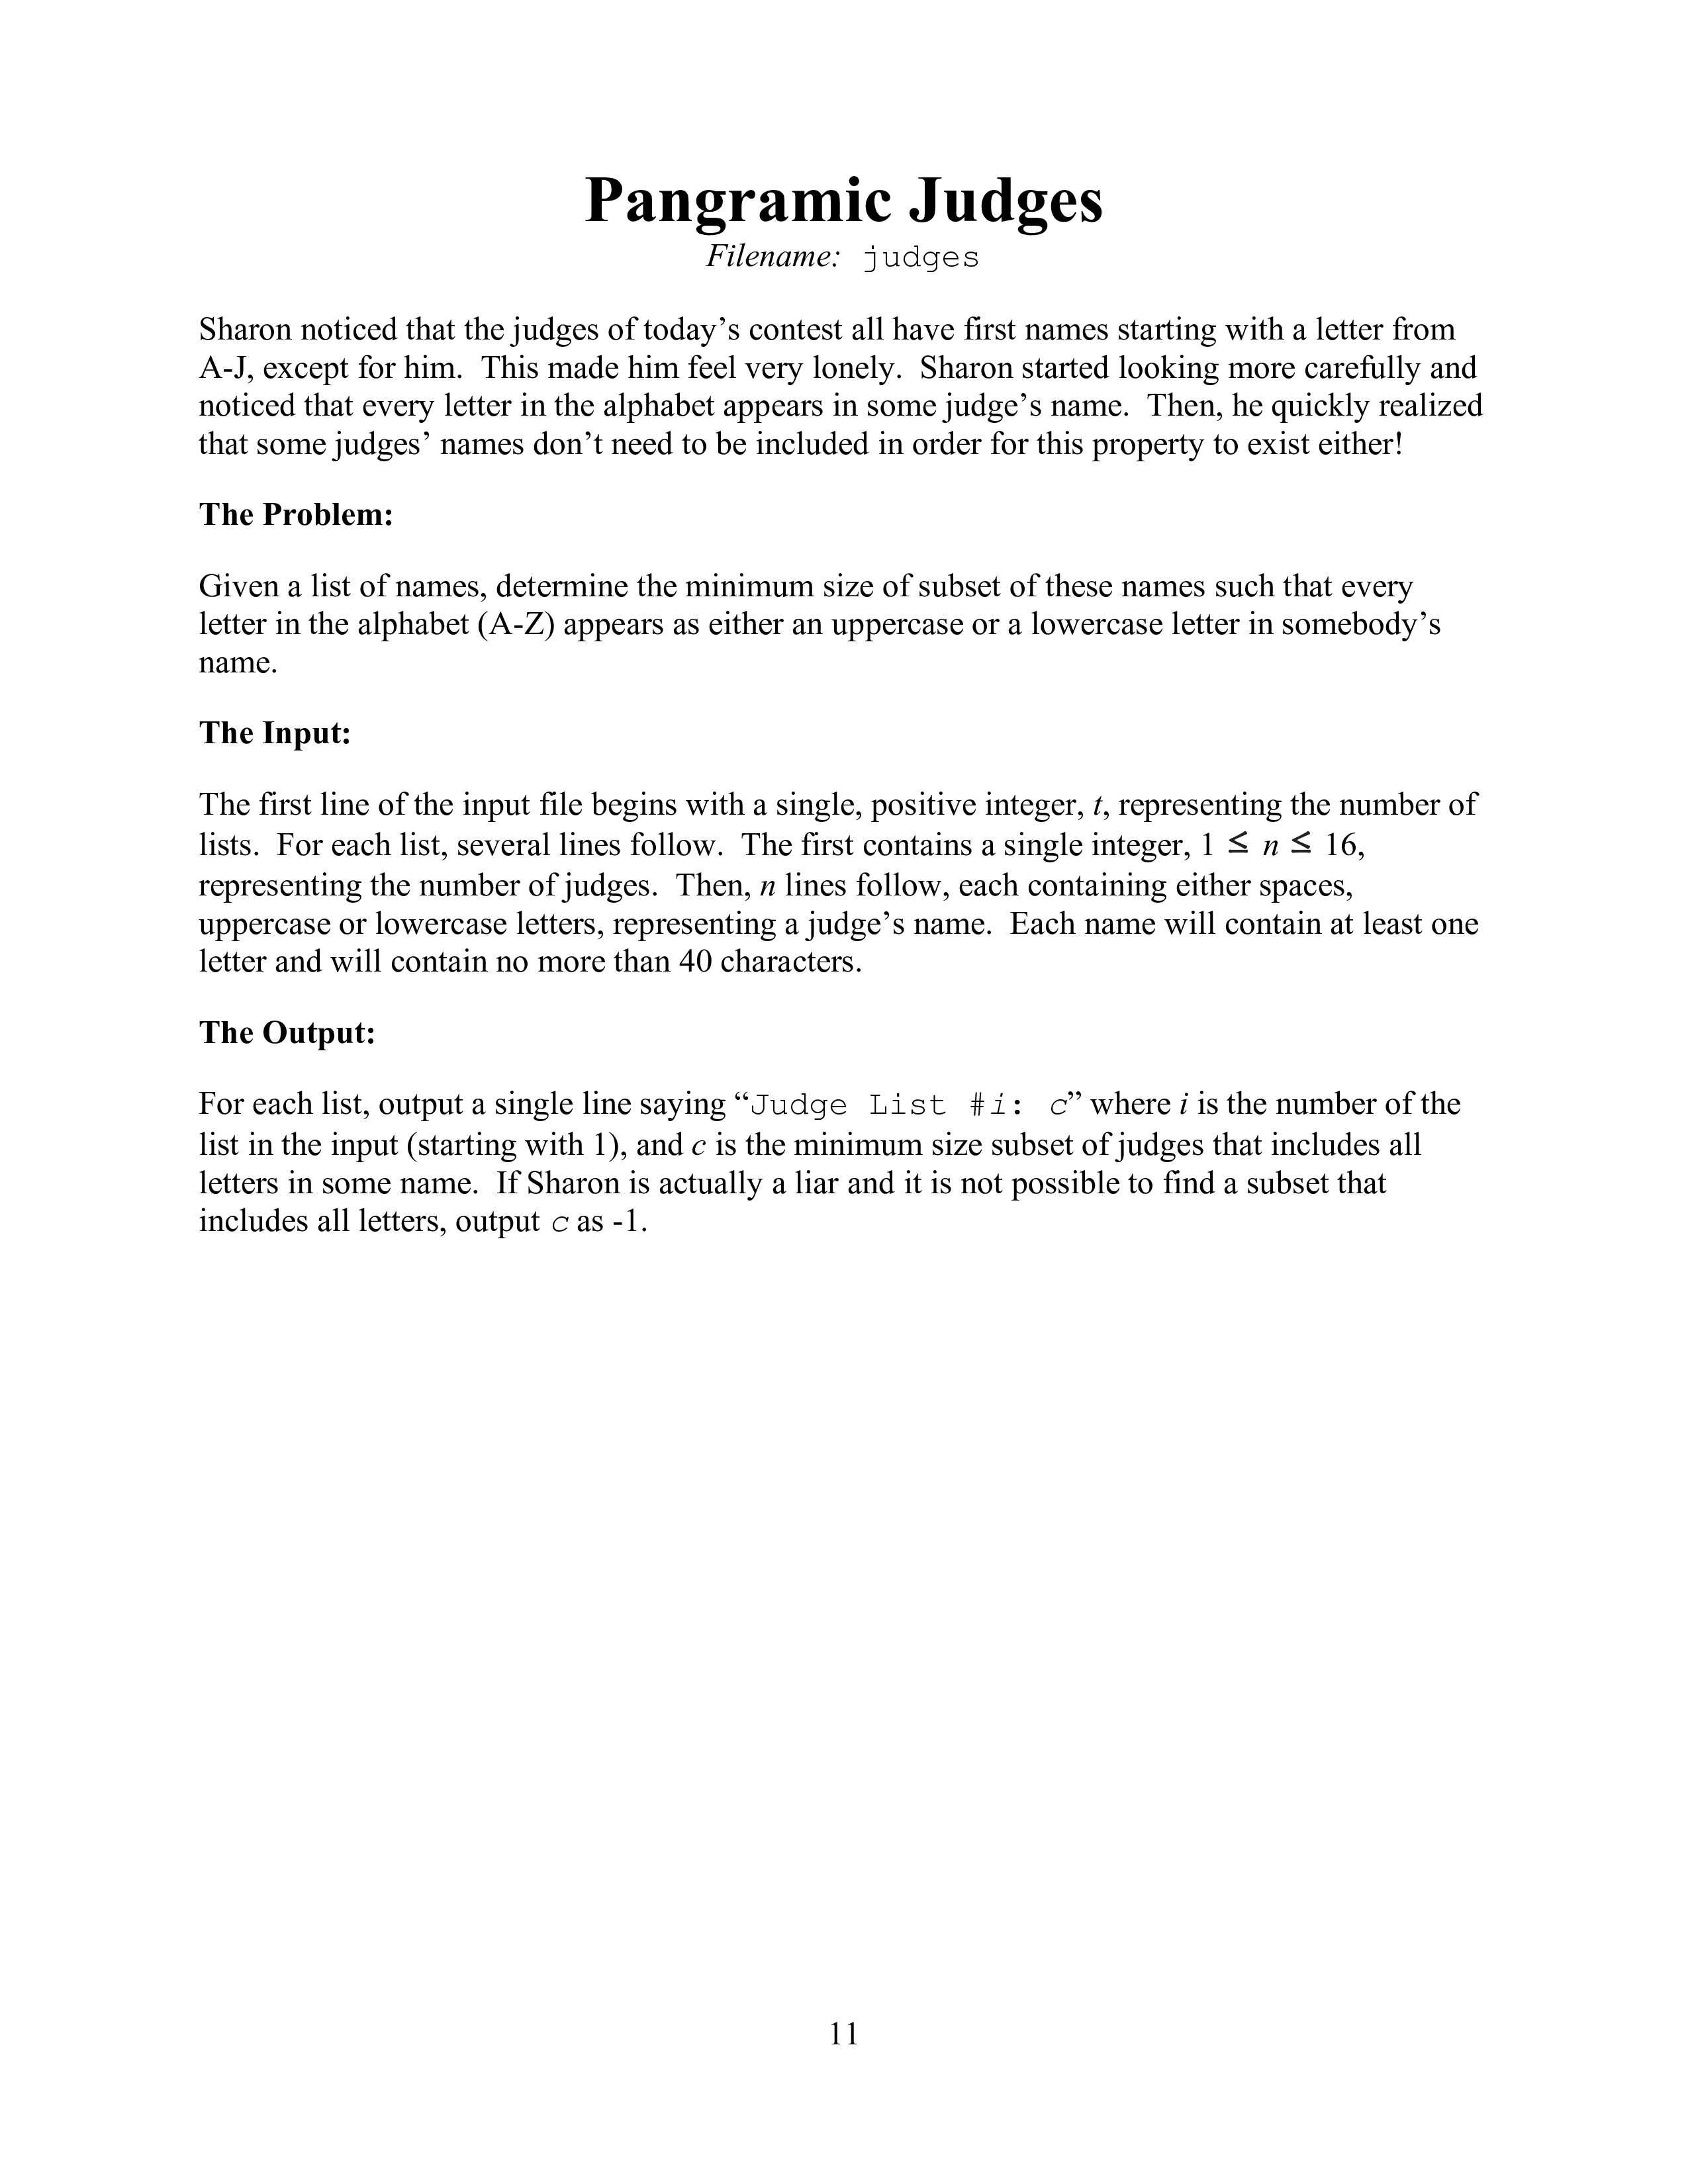 Pangramic Judges
Filename: judges
Sharon noticed that the judges of today’s contest all have first names starting with a letter from
A-J, except for him. This made him feel very lonely. Sharon started looking more carefully and
noticed that every letter in the alphabet appears in some judge’s name. Then, he quickly realized
that some judges’ names don’t need to be included in order for this property to exist either!
The Problem:
Given a list of names, determine the minimum size of subset of these names such that every
letter in the alphabet (A-Z) appears as either an uppercase or a lowercase letter in somebody’s
name.
The Input:
The first line of the input file begins with a single, positive integer, t, representing the number of
lists. For each list, several lines follow. The first contains a single integer, 1 ≤ n ≤ 16,
representing the number of judges. Then, n lines follow, each containing either spaces,
uppercase or lowercase letters, representing a judge’s name. Each name will contain at least one
letter and will contain no more than 40 characters.
The Output:
For each list, output a single line saying “Judge List #i: c” where i is the number of the
list in the input (starting with 1), and c is the minimum size subset of judges that includes all
letters in some name. If Sharon is actually a liar and it is not possible to find a subset that
includes all letters, output c as -1.
11